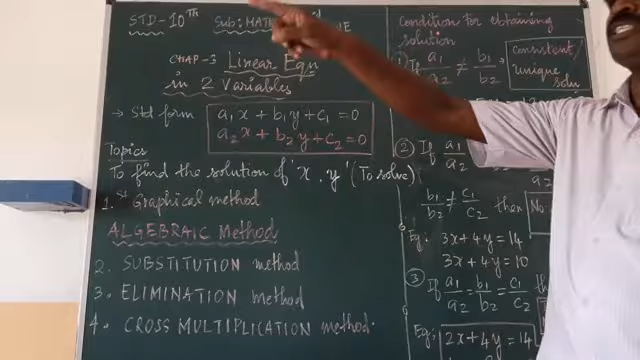 STD-10th Sub: MATH
CHAP-3 Linear Eqn
in 2 Variables
→ Std form a₁x + b₁y + c₁ = 0
a₂x + b₂y + c₂ = 0
Topics
To find the solution of 'x, y' (To solve)
1. Graphical method
ALGEBRAIC Method
2. SUBSTITUTION method
3. ELIMINATION method
4. CROSS MULTIPLICATION method.
Condition for obtaining
solution
① If a₁/a₂ ≠ b₁/b₂ Consistent/
unique
solu
② If a₁/a₂
b₁/b₂ ≠ c₁/c₂ then No
Eg: 3x + 4y = 14
3x + 4y = 10
③ If a₁/a₂ = b₁/b₂ = c₁/c₂
Eg: 2x + 4y = 14